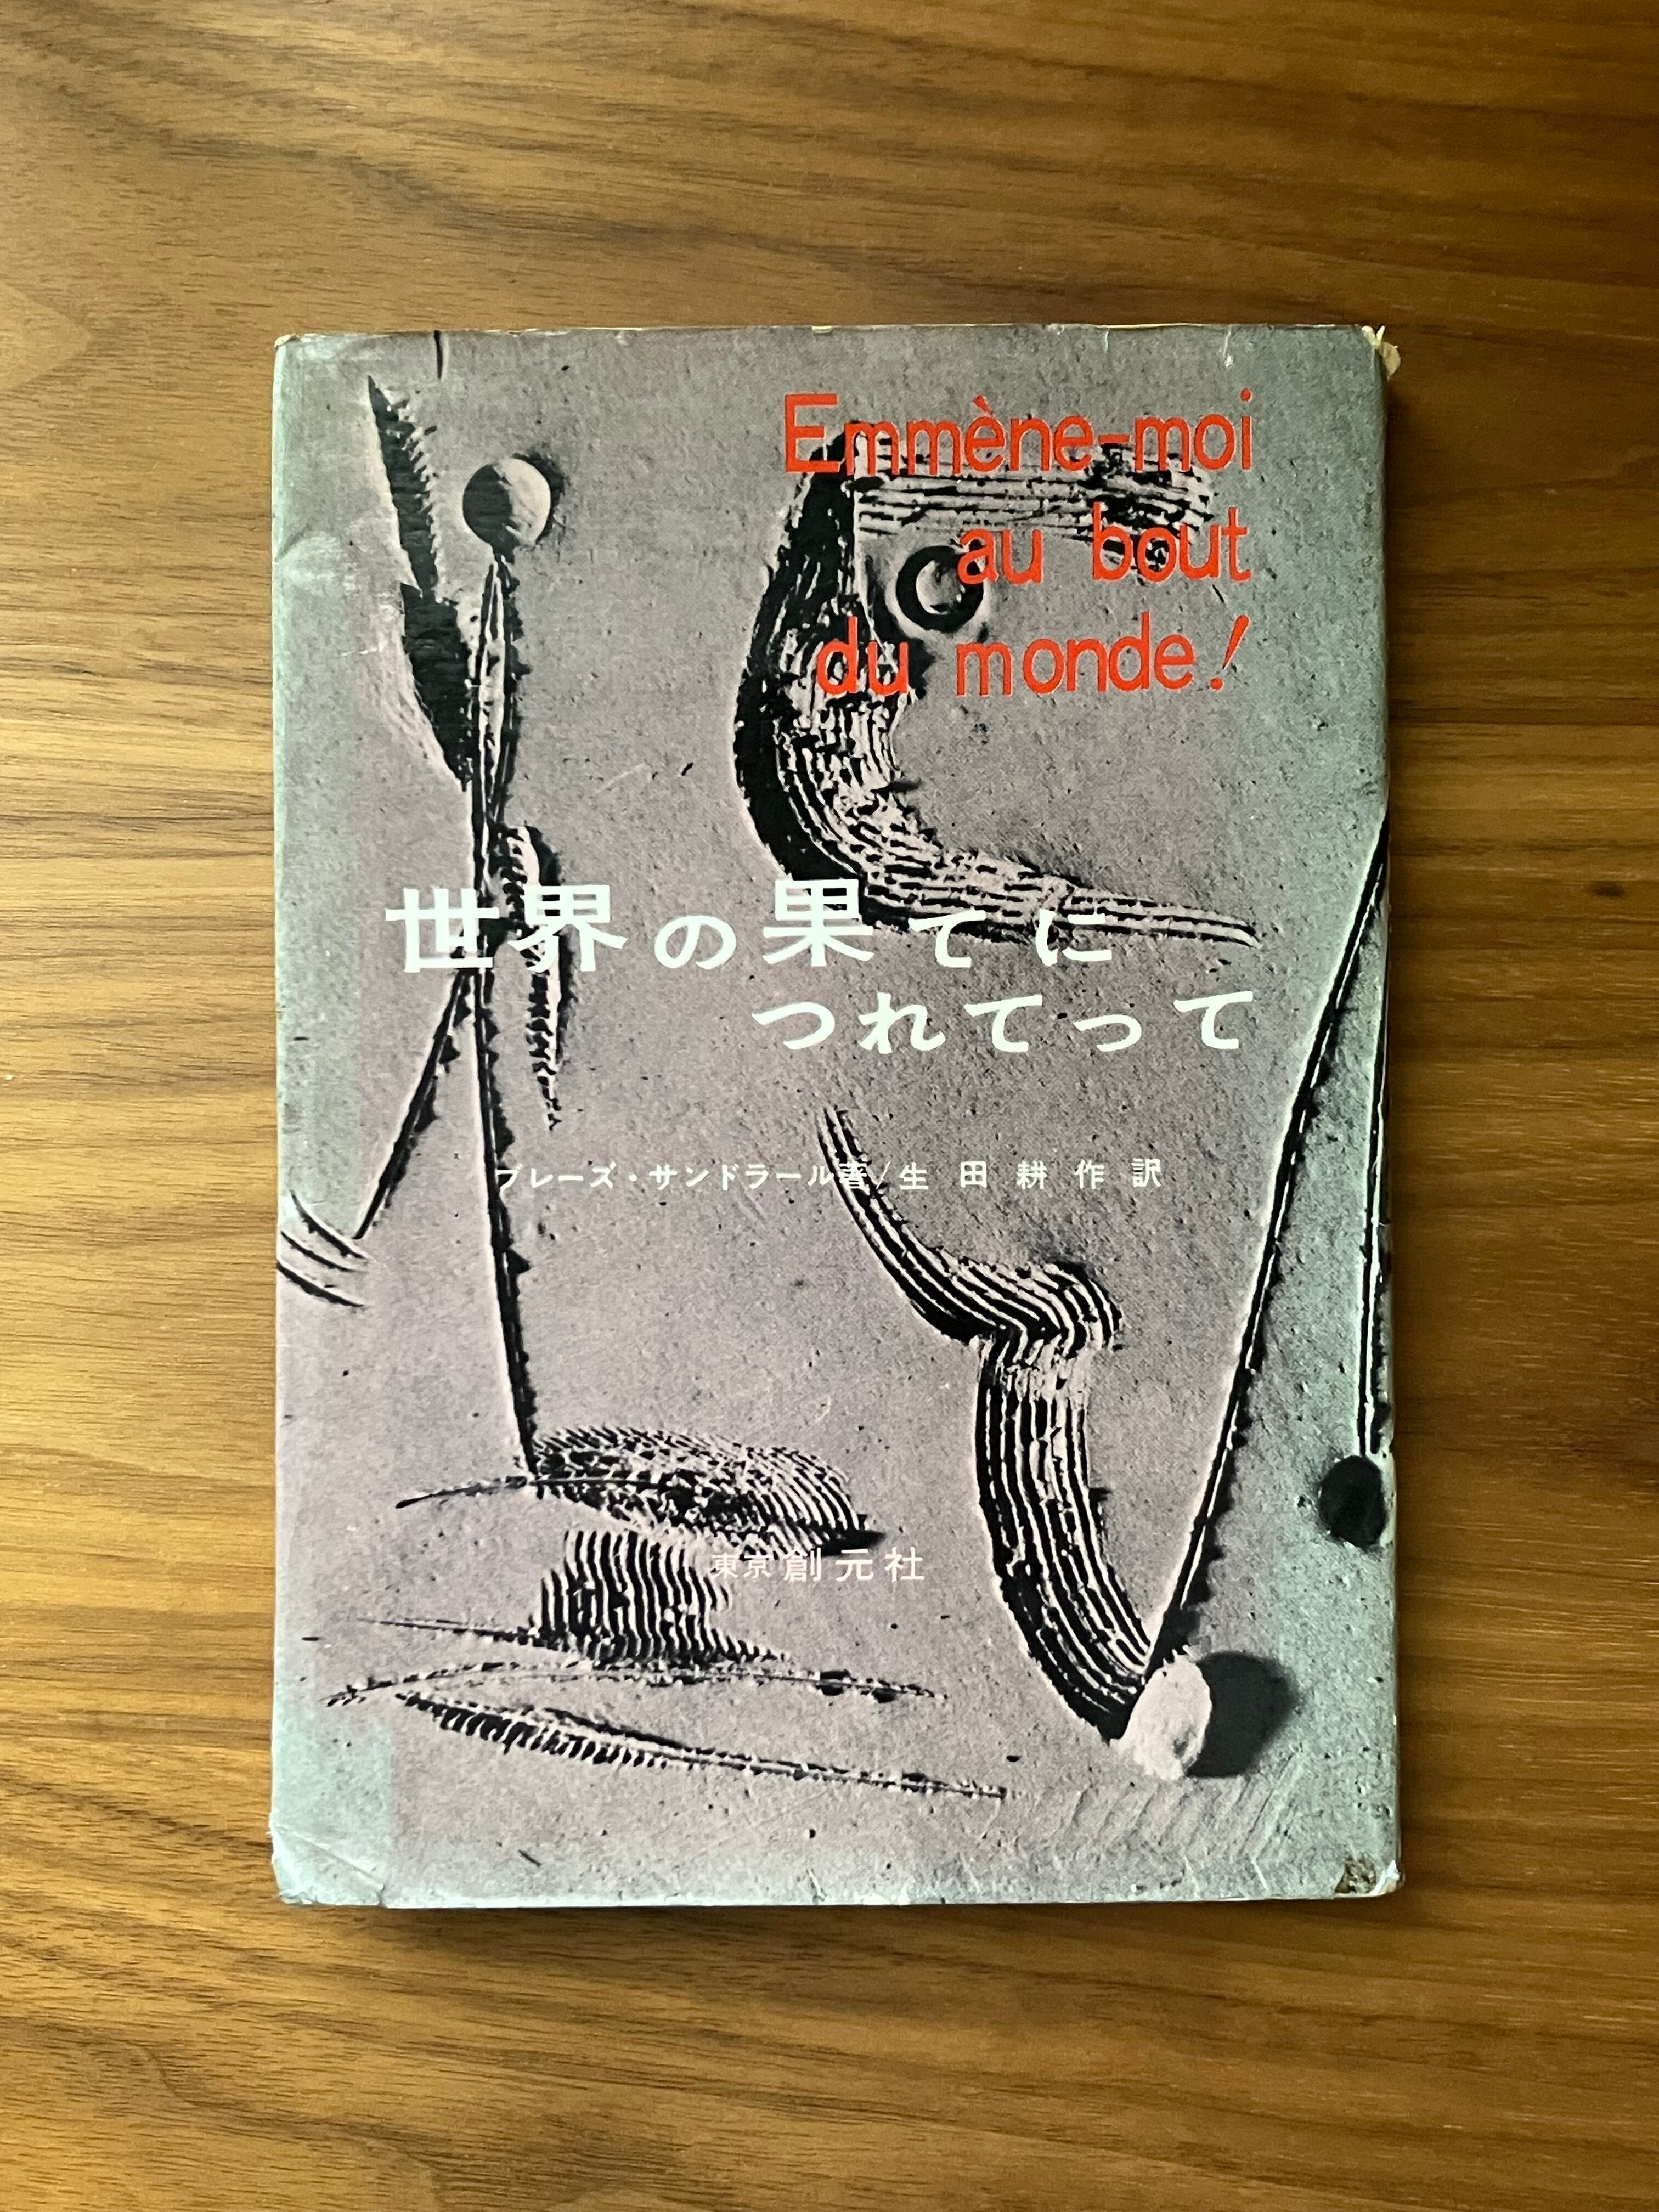 Emmène-moi
au bout
du monde!
世界の果てに
つれてって
ブレーズ・サンドラール著/生田耕作訳
東京創元社